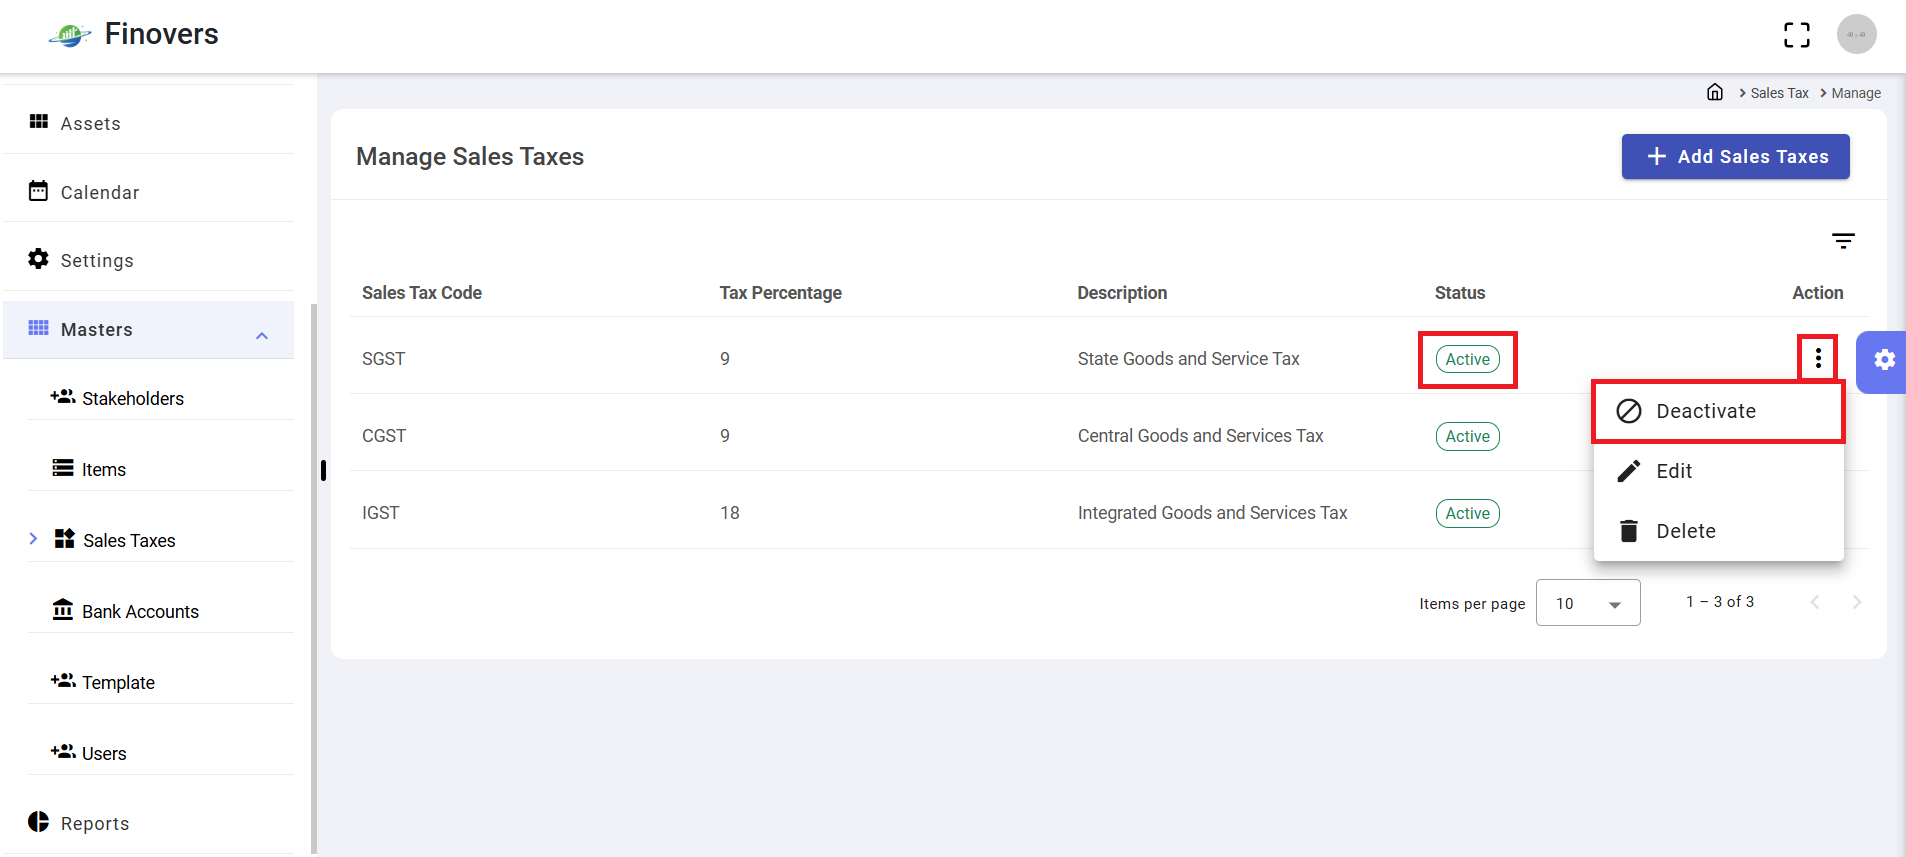 Finovers
40 x 40
Sales Tax Manage
Assets
Calendar
Settings
Masters
Stakeholders
Items
Sales Taxes
Bank Accounts
Template
Users
Reports
Manage Sales Taxes
Add Sales Taxes
Sales Tax Code Tax Percentage Description Status Action
SGST 9 State Goods and Service Tax Active
CGST 9 Central Goods and Services Tax Active
IGST 18 Integrated Goods and Services Tax Active
Deactivate
Edit
Delete
Items per page 10 1 – 3 of 3